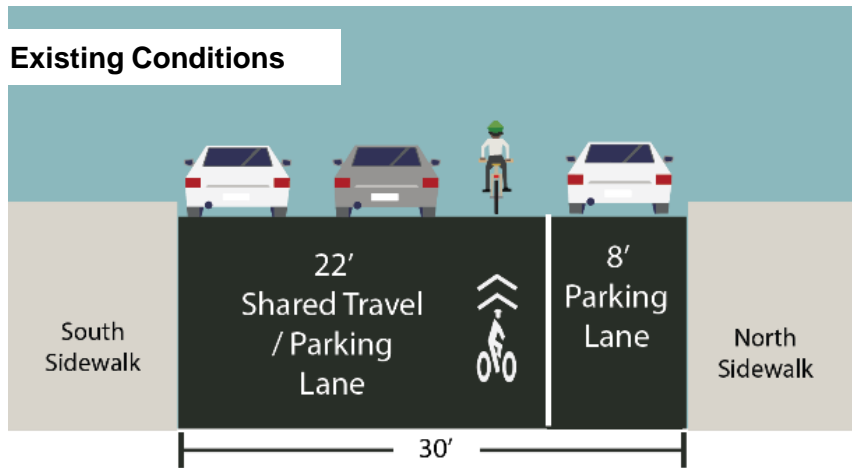 Existing Conditions
22'
Shared Travel
/ Parking
Lane
8'
Parking
Lane
South
Sidewalk
North
Sidewalk
30'